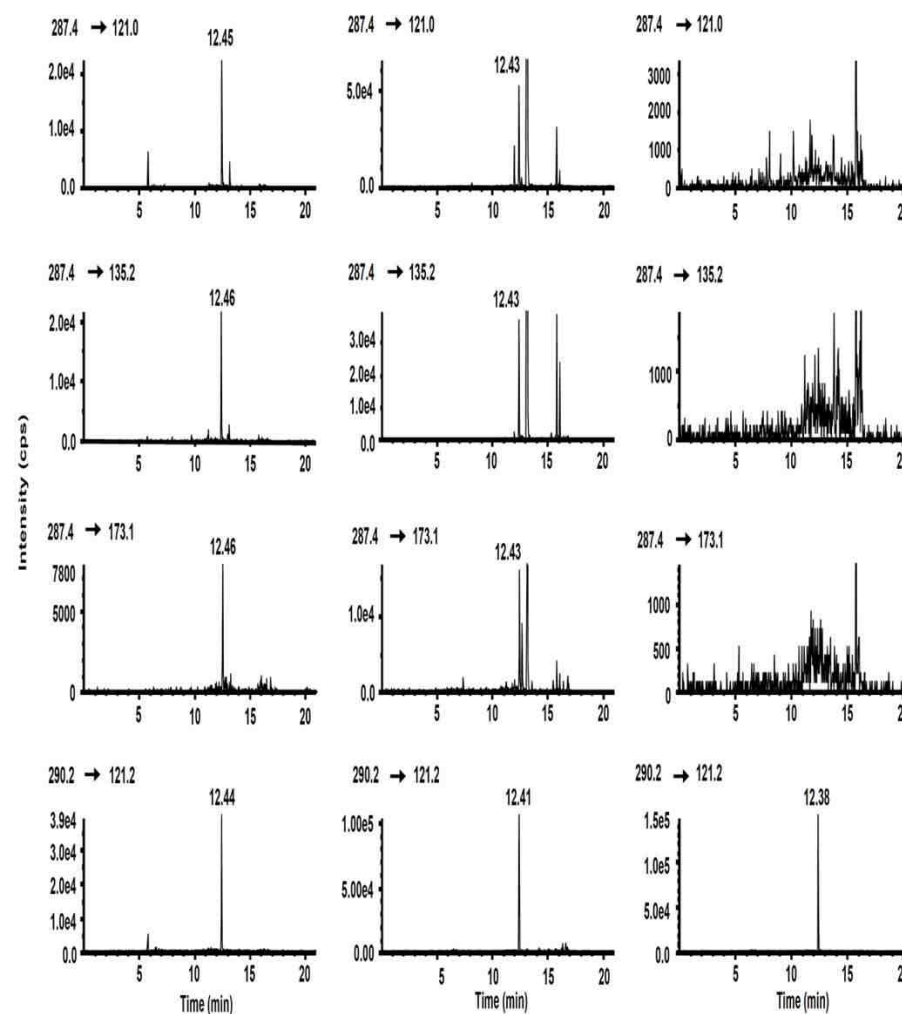 287.4 → 121.0 287.4 → 121.0 287.4 → 121.0
12.45 12.43
2.0e4 5.0e4 3000
1.0e4 2000
1000
0.0 0.0 0
5 10 15 20 5 10 15 20 5 10 15 20
287.4 → 135.2 287.4 → 135.2 287.4 → 135.2
12.46 12.43
2.0e4 3.0e4 1000
1.0e4 2.0e4
1.0e4
0.0 0.0 0
5 10 15 20 5 10 15 20 5 10 15 20
Intensity (cps)
287.4 → 173.1 287.4 → 173.1 287.4 → 173.1
12.46 12.43
7800 1.0e4 1000
5000 500
0 0.0 0
5 10 15 20 5 10 15 20 5 10 15 20
290.2 → 121.2 290.2 → 121.2 290.2 → 121.2
12.44 12.41 12.38
3.9e4 1.00e5 1.5e5
2.0e4 5.00e4 1.0e5
1.0e4 5.0e4
0.0 0.00 0.0
5 10 15 20 5 10 15 20 5 10 15 20
Time (min) Time (min) Time (min)